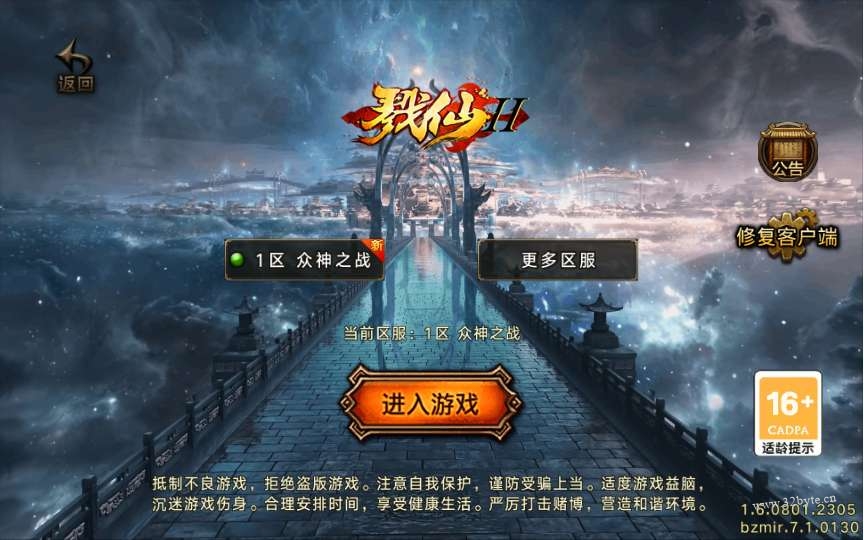 返回
戮仙II
公告
修复客户端
1区 众神之战
新
更多区服
当前区服：1区 众神之战
进入游戏
16+
CADPA
适龄提示
抵制不良游戏，拒绝盗版游戏。注意自我保护，谨防受骗上当。适度游戏益脑，
沉迷游戏伤身。合理安排时间，享受健康生活。严厉打击赌博，营造和谐环境。
www.32byte.cn
1.6.0801.2305
bzmir.7.1.0130